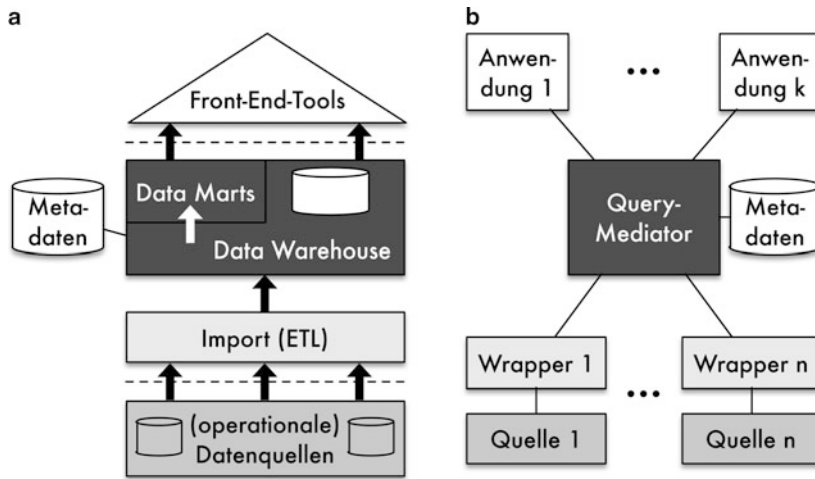 a
Front-End-Tools
Data Marts
Meta-
daten
Data Warehouse
Import (ETL)
(operationale)
Datenquellen
b
Anwen-
dung 1
•••
Anwen-
dung k
Query-
Mediator
Meta-
daten
Wrapper 1
•••
Wrapper n
Quelle 1
Quelle n